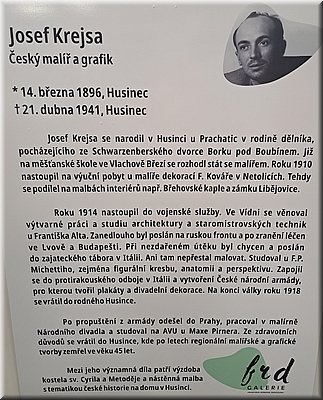 Josef Krejsa
Český malíř a grafik
* 14. března 1896, Husinec
† 21. dubna 1941, Husinec
Josef Krejsa se narodil v Husinci u Prachatic v rodině dělníka,
pocházejícího ze Schwarzenberského dvorce Borku pod Boubínem. Již
na měšťanské škole ve Vlachově Březí se rozhodl stát se malířem. Roku 1910
nastoupil na výuční pobyt u malíře dekorací F. Kováře v Netolicích. Tehdy
se podílel na malbách interiérů např. Břehovské kaple a zámku Libějovice.
Roku 1914 nastoupil do vojenské služby. Ve Vídni se věnoval
výtvarné práci a studiu architektury a staromistrovských technik
u Františka Alta. Zanedlouho byl poslán na ruskou frontu a po zranění léčen
ve Lvově a Budapešti. Při nezdařeném útěku byl chycen a poslán
do zajateckého tábora v Itálii. Ani tam nepřestal malovat. Studoval u F.P.
Michettiho, zejména figurální kresbu, anatomii a perspektivu. Zapojil
se do protirakouského odboje v Itálii a vytvoření České národní armády,
pro kterou tvořil plakáty a divadelní dekorace. Na konci války roku 1918
se vrátil do rodného Husince.
Po propuštění z armády odešel do Prahy, pracoval v malírně
Národního divadla a studoval na AVU u Maxe Pirnera. Ze zdravotních
důvodů se vrátil do Husince, kde po letech regionální malířské a grafické
tvorby zemřel ve věku 45 let.
Mezi jeho významná díla patří výzdoba
kostela sv. Cyrila a Metoděje a nástěnná malba
s tematikou české historie na domu v Husinci.
frd
GALERIE